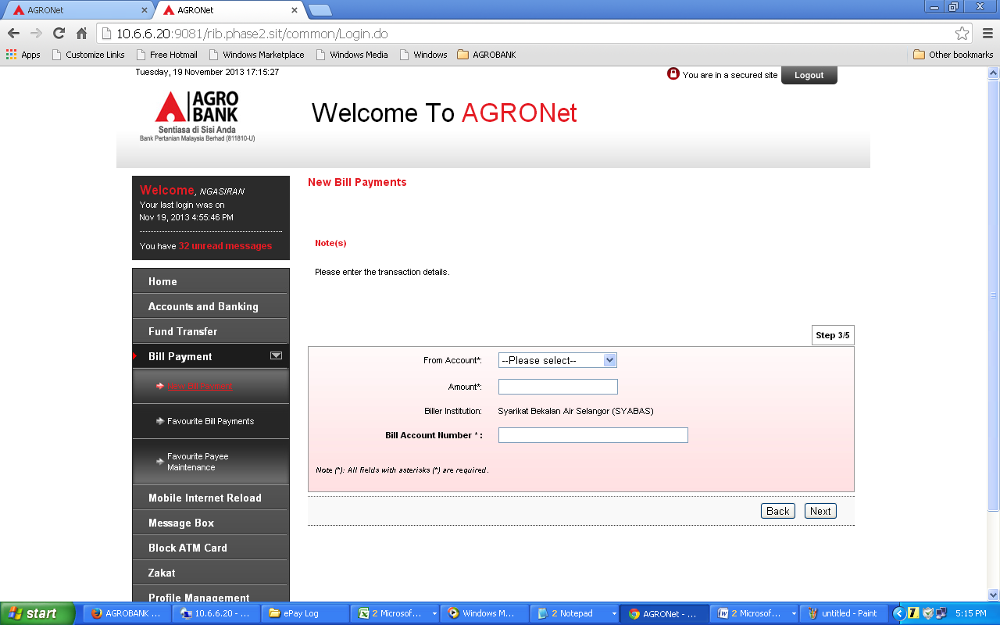 AGRONet
AGRONet
10.6.6.20:9081/rib.phase2.sit/common/Login.do
Apps
Customize Links
Free Hotmail
Windows Marketplace
Windows Media
Windows
AGROBANK
Other bookmarks
Tuesday, 19 November 2013 17:15:27
You are in a secured site
Logout
AGRO
BANK
Sentiasa di Sisi Anda
Bank Pertanian Malaysia Berhad (811810-U)
Welcome To AGRONet
Welcome, NGASIRAN
Your last login was on
Nov 19, 2013 4:55:46 PM
You have 32 unread messages
Home
Accounts and Banking
Fund Transfer
Bill Payment
New Bill Payment
Favourite Bill Payments
Favourite Payee
Maintenance
Mobile Internet Reload
Message Box
Block ATM Card
Zakat
Profile Management
New Bill Payments
Note(s)
Please enter the transaction details.
Step 3/5
From Account*:
--Please select--
Amount*:
Biller Institution:
Syarikat Bekalan Air Selangor (SYABAS)
Bill Account Number * :
Note (*): All fields with asterisks (*) are required.
Back
Next
start
AGROBANK ...
10.6.6.20 - ...
ePay Log
2 Microsof...
Windows M...
2 Notepad
AGRONet - ...
2 Microsof...
untitled - Paint
7
5:15 PM